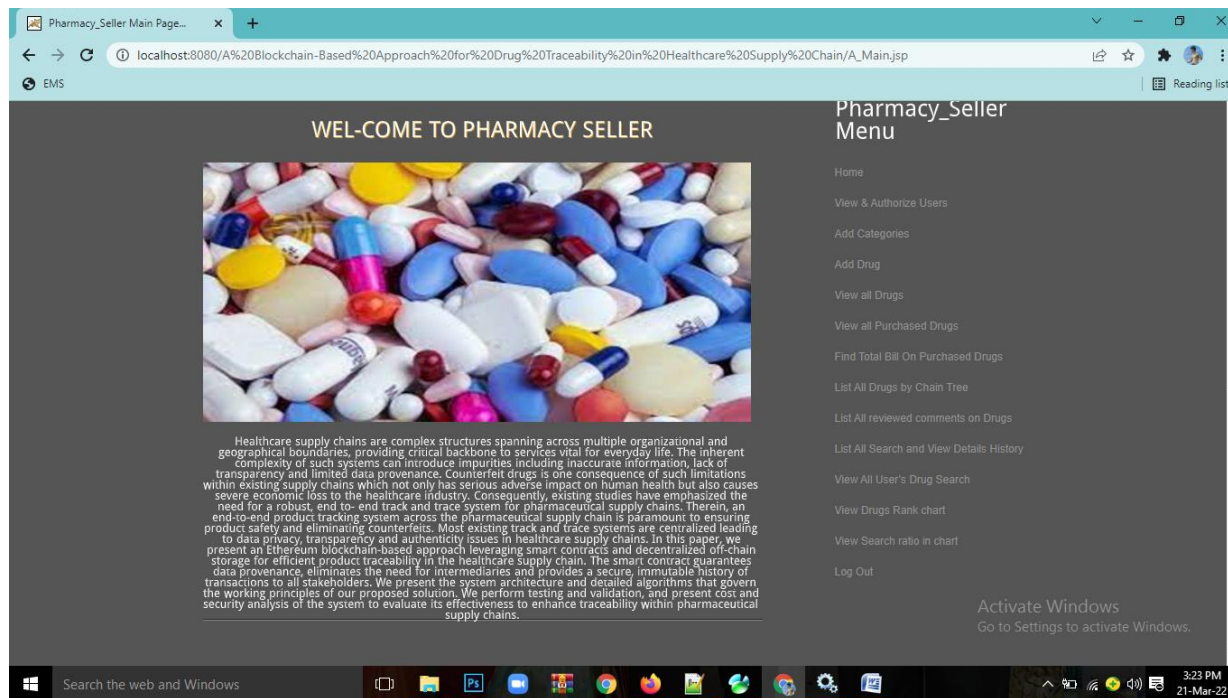 Pharmacy_Seller Main Page...
localhost:8080/A%20Blockchain-Based%20Approach%20for%20Drug%20Traceability%20in%20Healthcare%20Supply%20Chain/A_Main.jsp
EMS
Reading list
WEL-COME TO PHARMACY SELLER
Healthcare supply chains are complex structures spanning across multiple organizational and
geographical boundaries, providing critical backbone to services vital for everyday life. The inherent
complexity of such systems can introduce impurities including inaccurate information, lack of
transparency and limited data provenance. Counterfeit drugs is one consequence of such limitations
within existing supply chains which not only has serious adverse impact on human health but also causes
severe economic loss to the healthcare industry. Consequently, existing studies have emphasized the
need for a robust, end to- end track and trace system for pharmaceutical supply chains. Therein, an
end-to-end product tracking system across the pharmaceutical supply chain is paramount to ensuring
product safety and eliminating counterfeits. Most existing track and trace systems are centralized leading
to data privacy, transparency and authenticity issues in healthcare supply chains. In this paper, we
present an Ethereum blockchain-based approach leveraging smart contracts and decentralized off-chain
storage for efficient product traceability in the healthcare supply chain. The smart contract guarantees
data provenance, eliminates the need for intermediaries and provides a secure, immutable history of
transactions to all stakeholders. We present the system architecture and detailed algorithms that govern
the working principles of our proposed solution. We perform testing and validation, and present cost and
security analysis of the system to evaluate its effectiveness to enhance traceability within pharmaceutical
supply chains.
Pharmacy_Seller
Menu
Home
View & Authorize Users
Add Categories
Add Drug
View all Drugs
View all Purchased Drugs
Find Total Bill On Purchased Drugs
List All Drugs by Chain Tree
List All reviewed comments on Drugs
List All Search and View Details History
View All User's Drug Search
View Drugs Rank chart
View Search ratio in chart
Log Out
Activate Windows
Go to Settings to activate Windows.
Search the web and Windows
Ps
3:23 PM
21-Mar-22